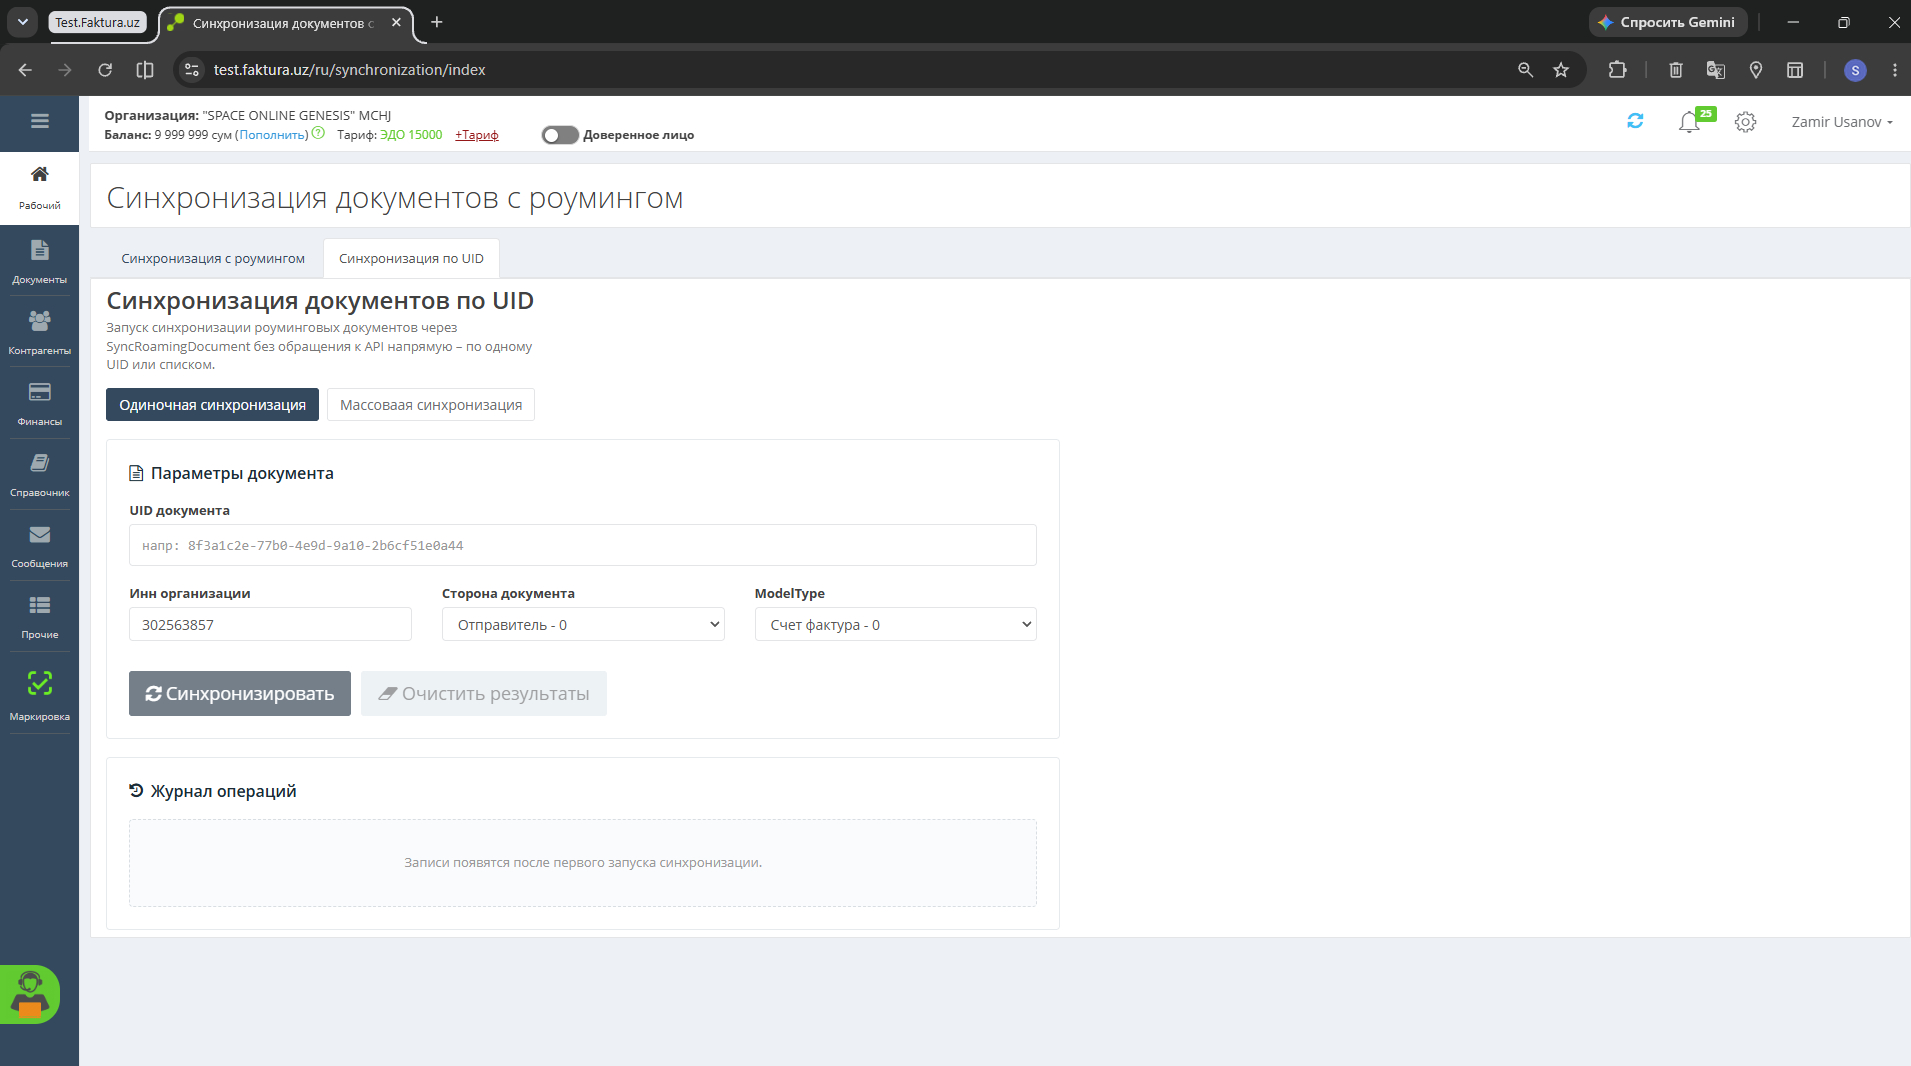 Test.Faktura.uz
Синхронизация документов с
Спросить Gemini
test.faktura.uz/ru/synchronization/index
S
Организация: "SPACE ONLINE GENESIS" MCHJ
Баланс: 9 999 999 сум (Пополнить) ? Тариф: ЭДО 15000 +Тариф
Доверенное лицо
25
Zamir Usanov
Рабочий
Документы
Контрагенты
Финансы
Справочник
Сообщения
Прочие
Маркировка
Синхронизация документов с роумингом
Синхронизация с роумингом
Синхронизация по UID
Синхронизация документов по UID
Запуск синхронизации роуминговых документов через
SyncRoamingDocument без обращения к API напрямую – по одному
UID или списком.
Одиночная синхронизация
Массоваая синхронизация
Параметры документа
UID документа
напр: 8f3a1c2e-77b0-4e9d-9a10-2b6cf51e0a44
Инн организации
Сторона документа
ModelType
302563857
Отправитель - 0
Счет фактура - 0
Синхронизировать
Очистить результаты
Журнал операций
Записи появятся после первого запуска синхронизации.